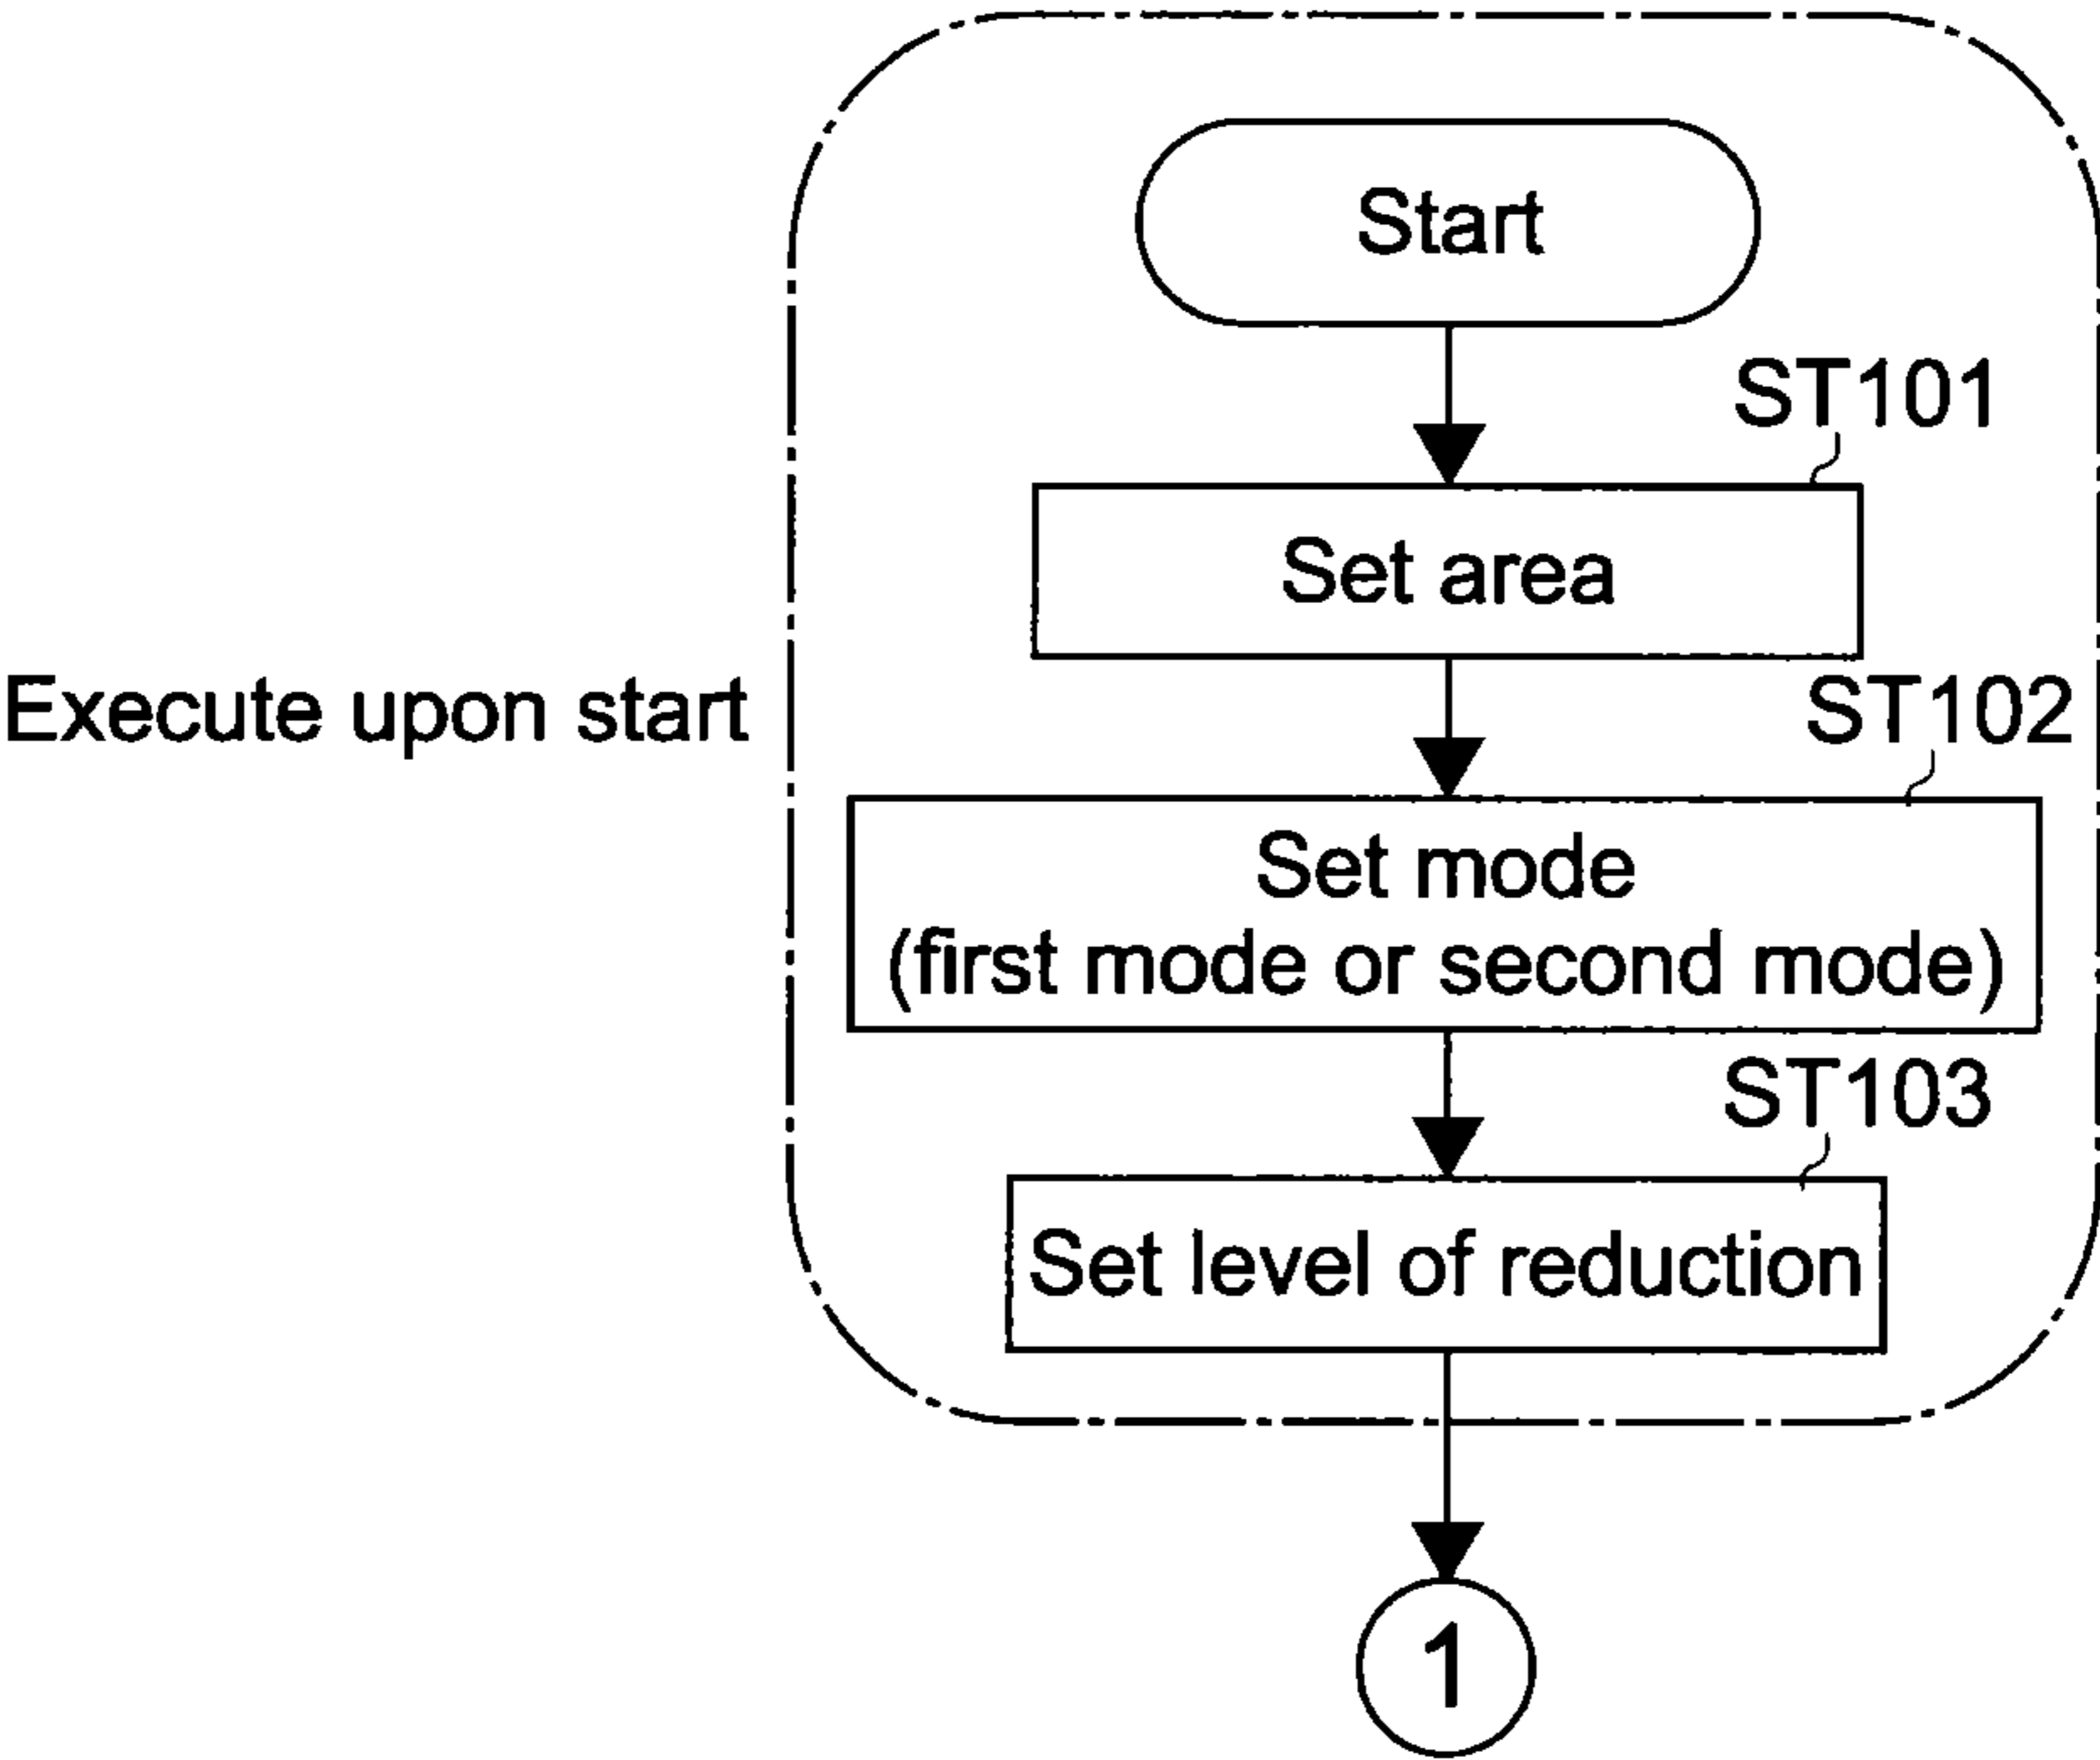 Start
ST101
Set area
Execute upon start
ST102
Set mode
(first mode or second mode)
ST103
Set level of reduction
1